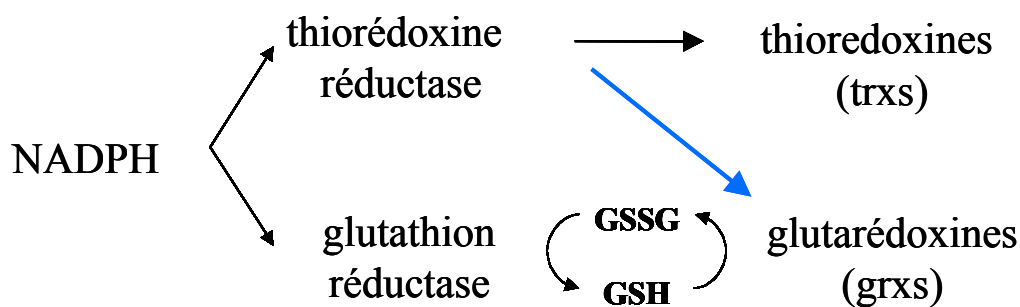 thiorédoxine
réductase
thioredoxines
(trxs)
NADPH
glutathion
réductase
GSSG
GSH
glutarédoxines
(grxs)